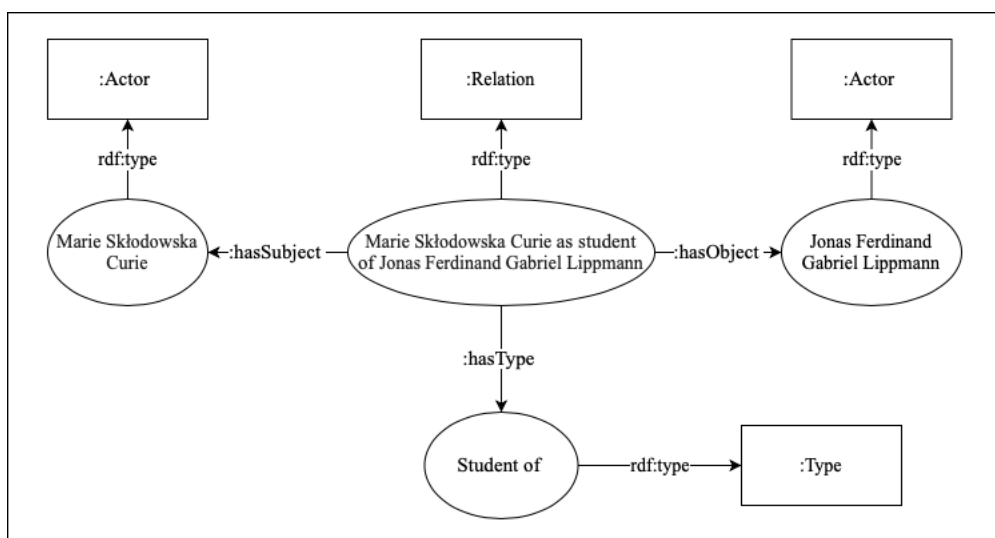 :Actor
:Relation
:Actor
rdf:type
rdf:type
rdf:type
Marie Skłodowska
Curie
:hasSubject
Marie Skłodowska Curie as student
of Jonas Ferdinand Gabriel Lippmann
:hasObject
Jonas Ferdinand
Gabriel Lippmann
:hasType
Student of
rdf:type
:Type